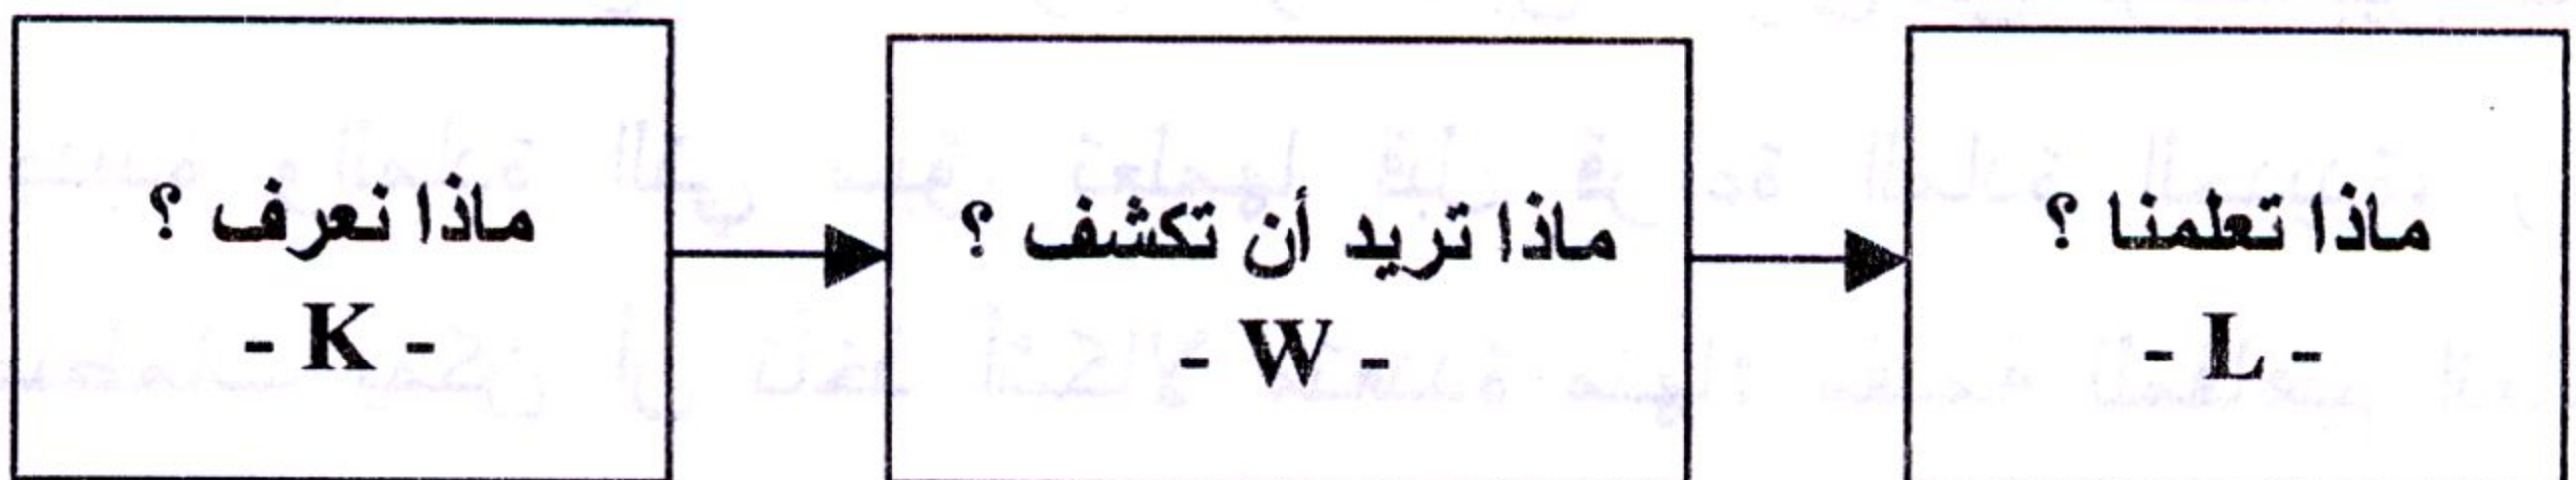 ماذا نعرف ؟
- K -
ماذا تريد أن تكشف ؟
- W -
ماذا تعلمنا ؟
- L -